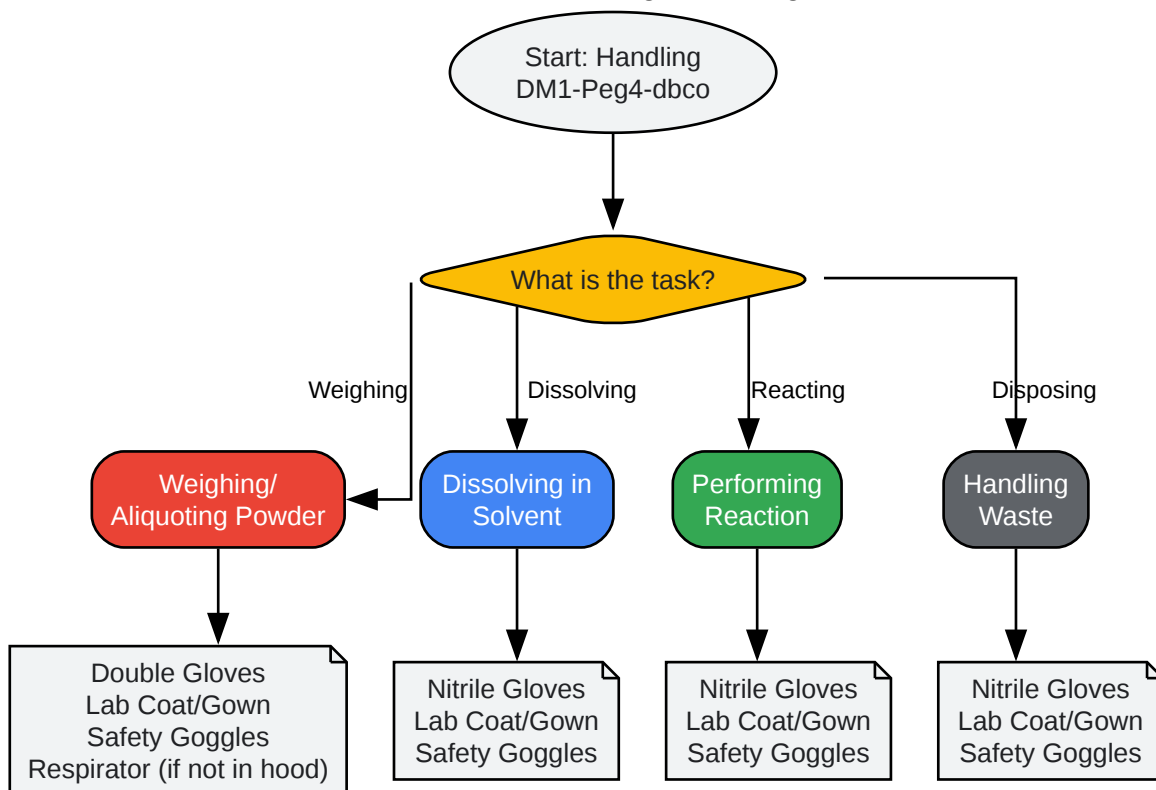 Start: Handling
DM1-Peg4-dbco
What is the task?
Weighing
Dissolving
Reacting
Disposing
Weighing/
Aliquoting Powder
Dissolving in
Solvent
Performing
Reaction
Handling
Waste
Double Gloves
Lab Coat/Gown
Safety Goggles
Respirator (if not in hood)
Nitrile Gloves
Lab Coat/Gown
Safety Goggles
Nitrile Gloves
Lab Coat/Gown
Safety Goggles
Nitrile Gloves
Lab Coat/Gown
Safety Goggles